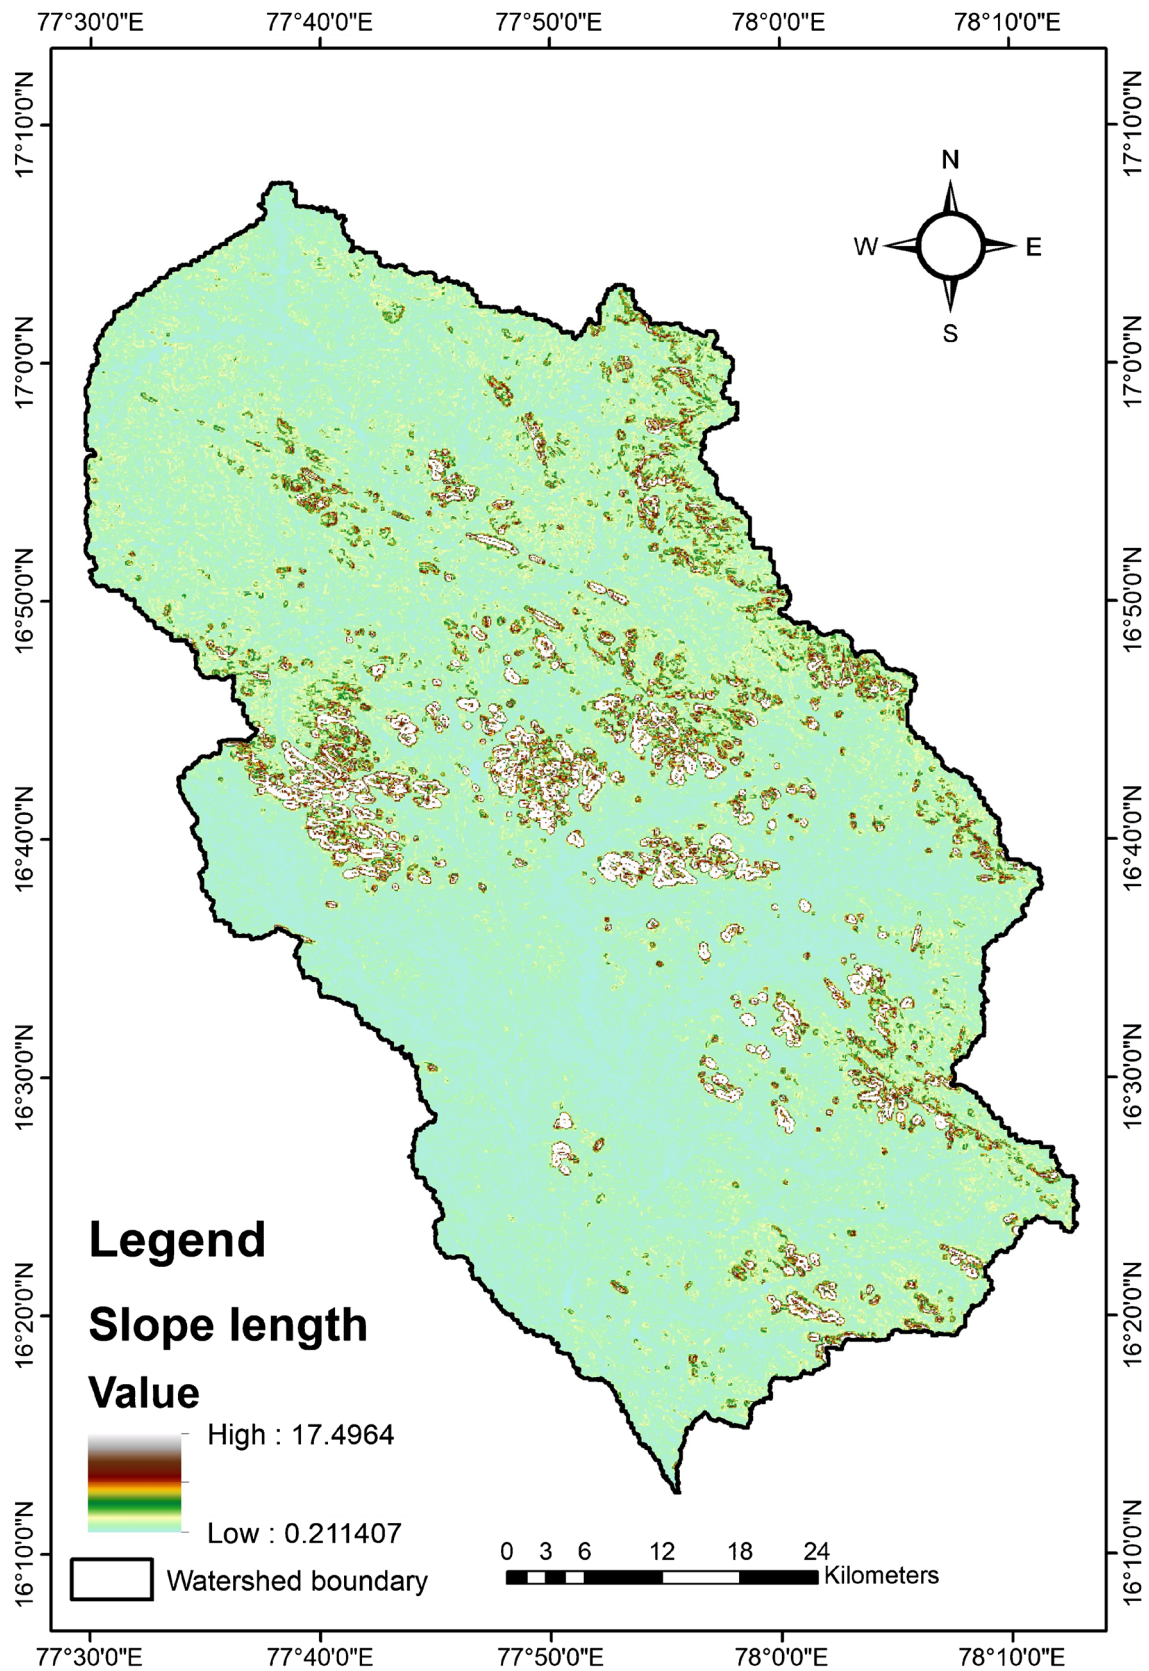 77°30'0"E 77°40'0"E 77°50'0"E 78°0'0"E 78°10'0"E
17°10'0"N 17°10'0"N
N
W E
S
17°0'0"N 17°0'0"N
16°50'0"N 16°50'0"N
16°40'0"N 16°40'0"N
16°30'0"N 16°30'0"N
Legend
Slope length
16°20'0"N 16°20'0"N
Value
High : 17.4964
Low : 0.211407
16°10'0"N 16°10'0"N
0 3 6 12 18 24
Watershed boundary Kilometers
77°30'0"E 77°40'0"E 77°50'0"E 78°0'0"E 78°10'0"E